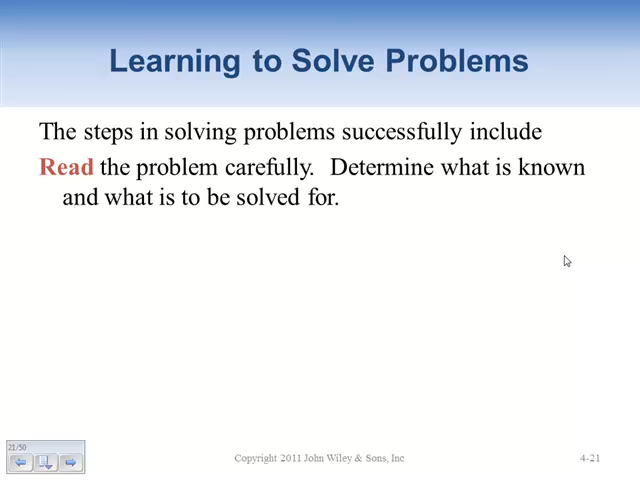 Learning to Solve Problems
The steps in solving problems successfully include
Read the problem carefully.  Determine what is known
and what is to be solved for.
21/50
Copyright 2011 John Wiley & Sons, Inc
4-21